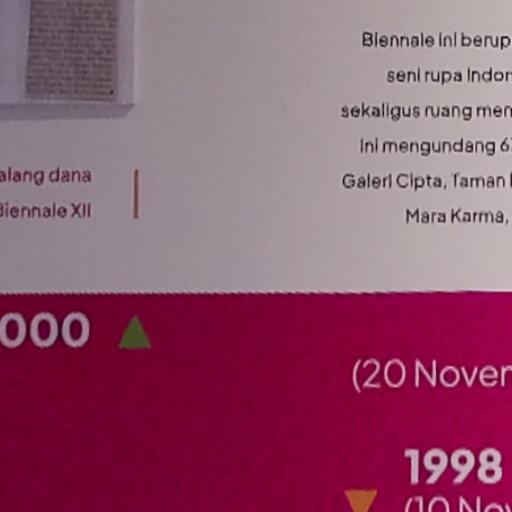 Biennale ini berup
seni rupa Indon
sekaligus ruang men
ini mengundang 6
Galeri Cipta, Taman
Mara Karma,
alang dana
Biennale XII
000
(20 Novem
1998
(10 Nov